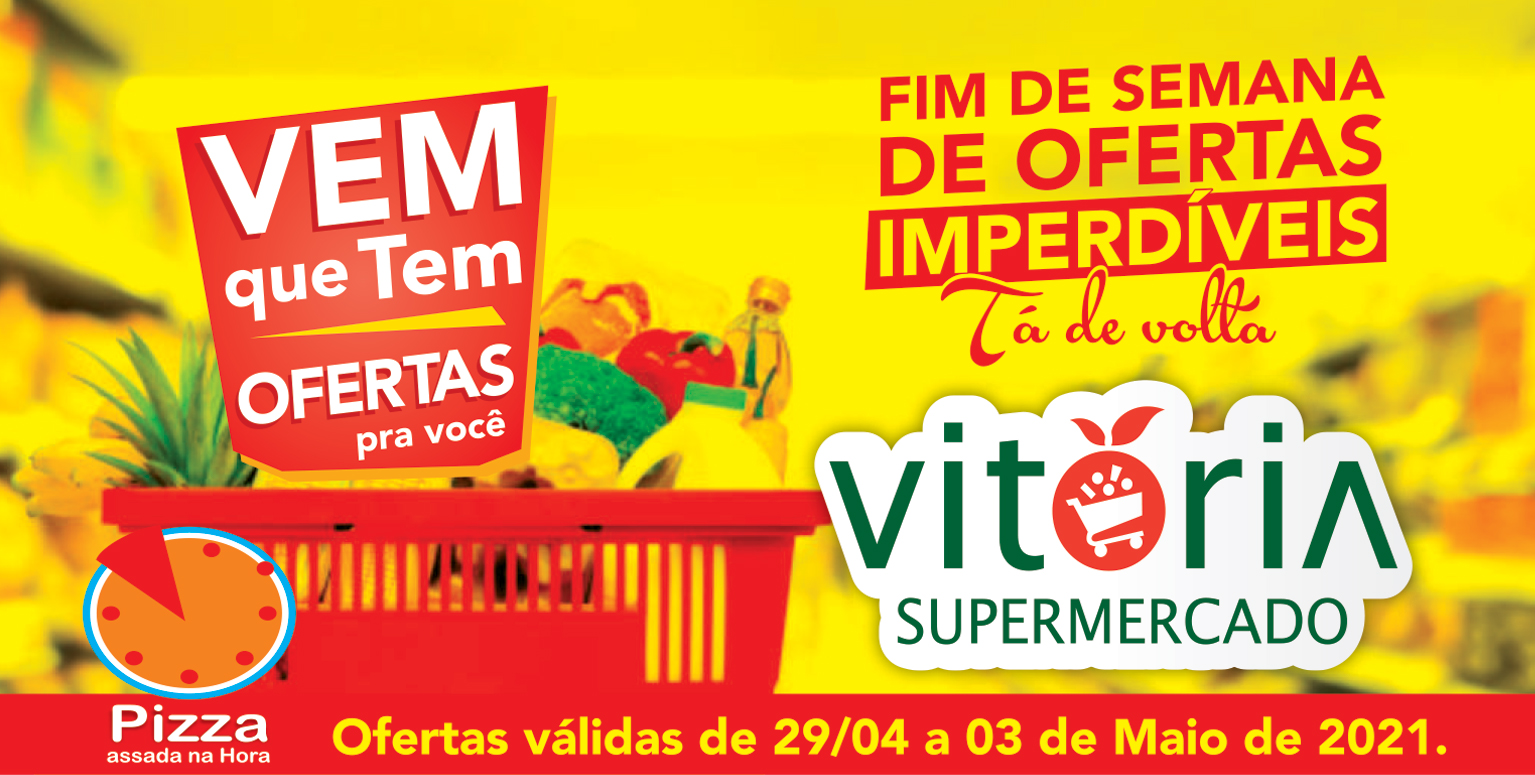 VEM
que Tem
OFERTAS
pra você
FIM DE SEMANA
DE OFERTAS
IMPERDÍVEIS
Tá de volta
vitória
SUPERMERCADO
Pizza
assada na Hora
Ofertas válidas de 29/04 a 03 de Maio de 2021.